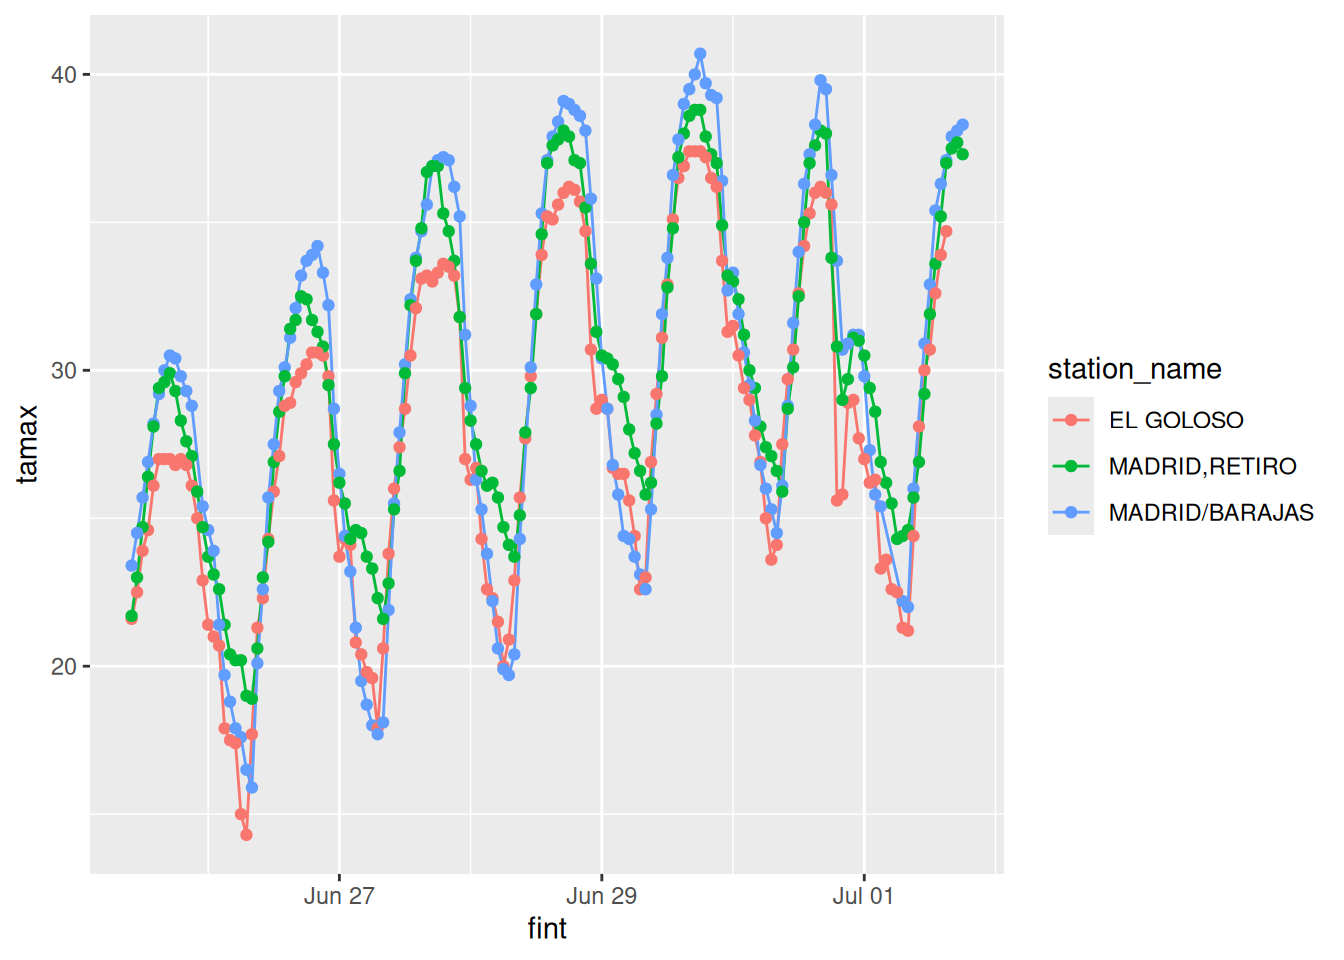 40
30
20
tamax
Jun 27
Jun 29
Jul 01
fint
station_name
EL GOLOSO
MADRID,RETIRO
MADRID/BARAJAS